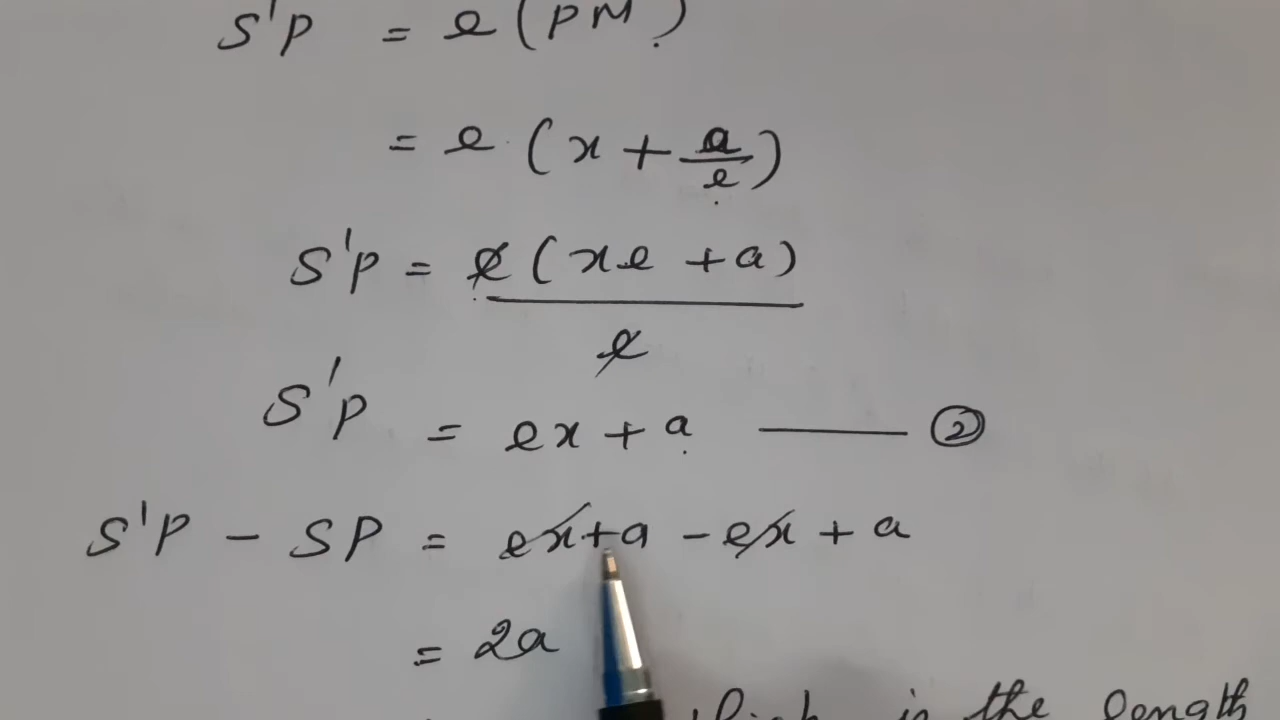 S'P = e(PM)
= e(x + a/e)
S'P = e(xe + a)
e
S'P = ex + a —— ②
S'P - SP = ex + a - ex + a
= 2a
is the length